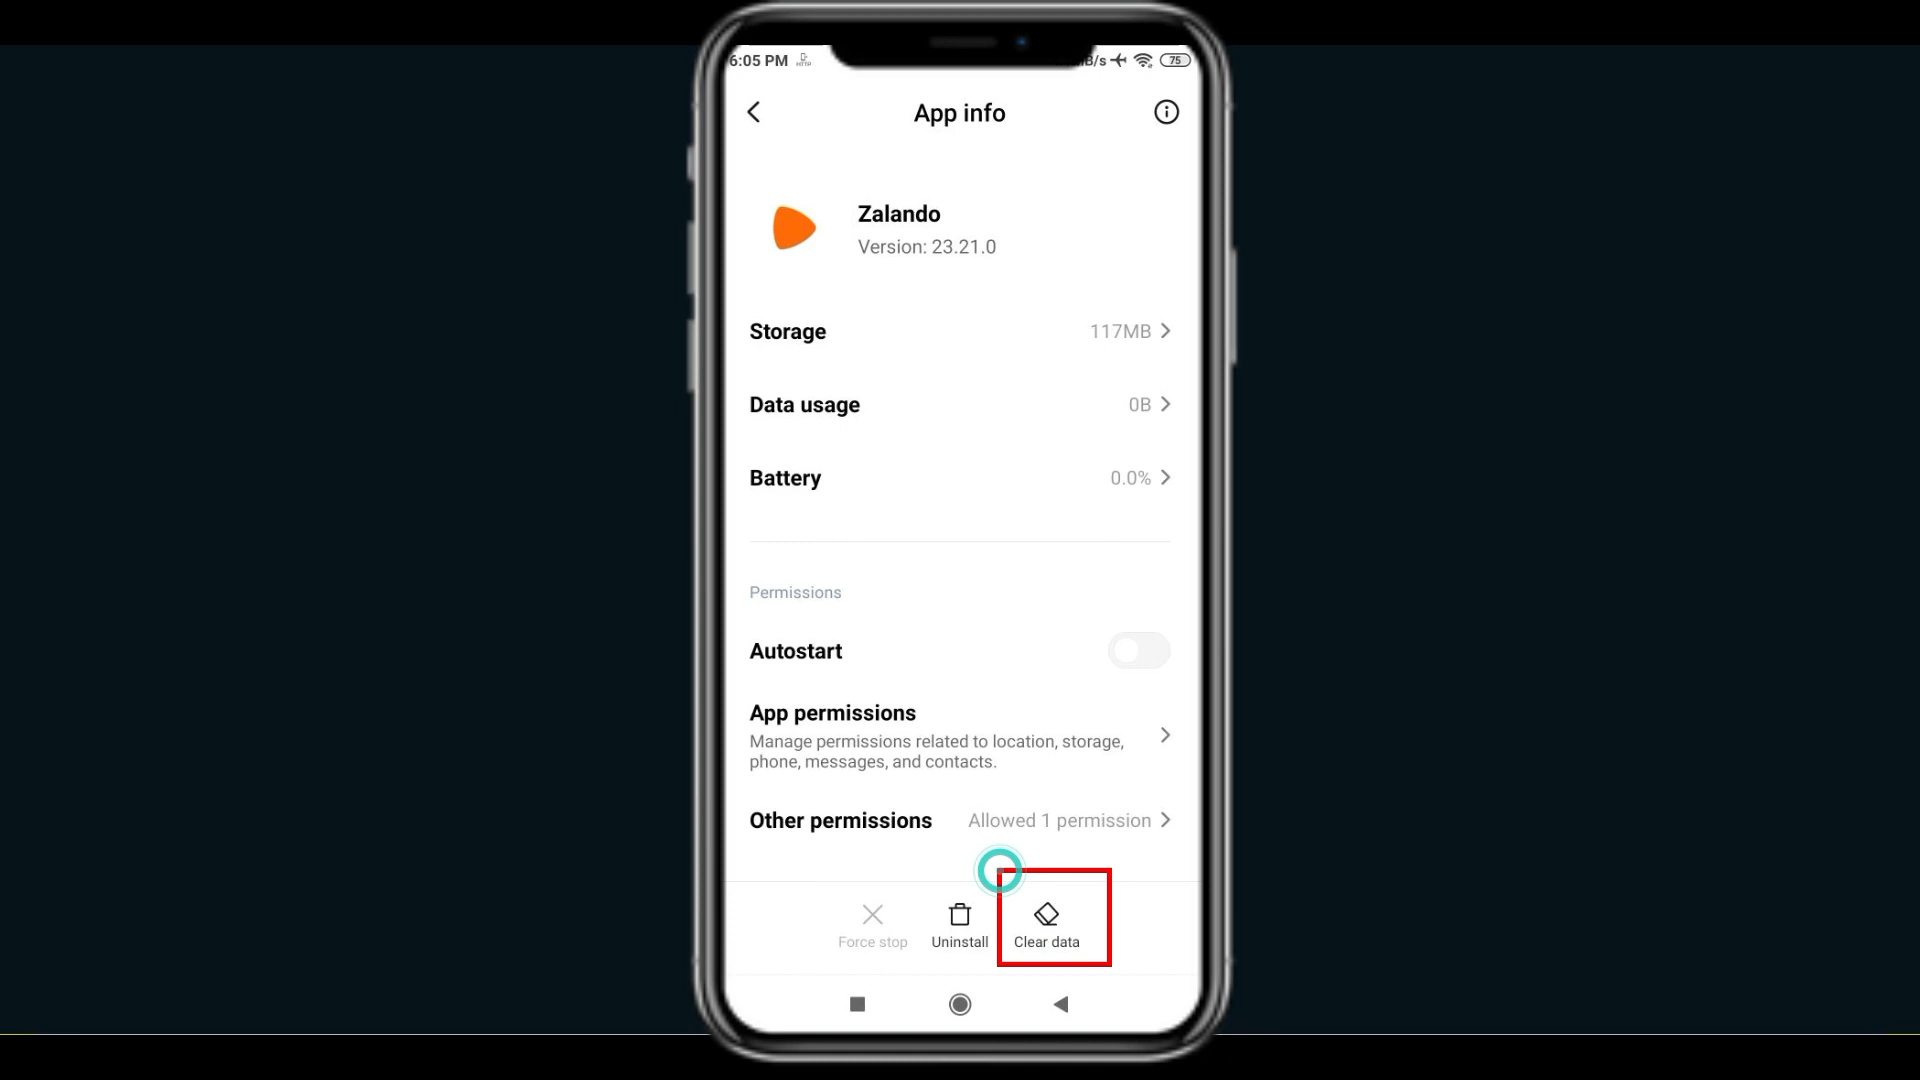 6:05 PM HTTP B/s 75
App info
Zalando
Version: 23.21.0
Storage 117MB
Data usage 0B
Battery 0.0%
Permissions
Autostart
App permissions
Manage permissions related to location, storage,
phone, messages, and contacts.
Other permissions Allowed 1 permission
Force stop Uninstall Clear data